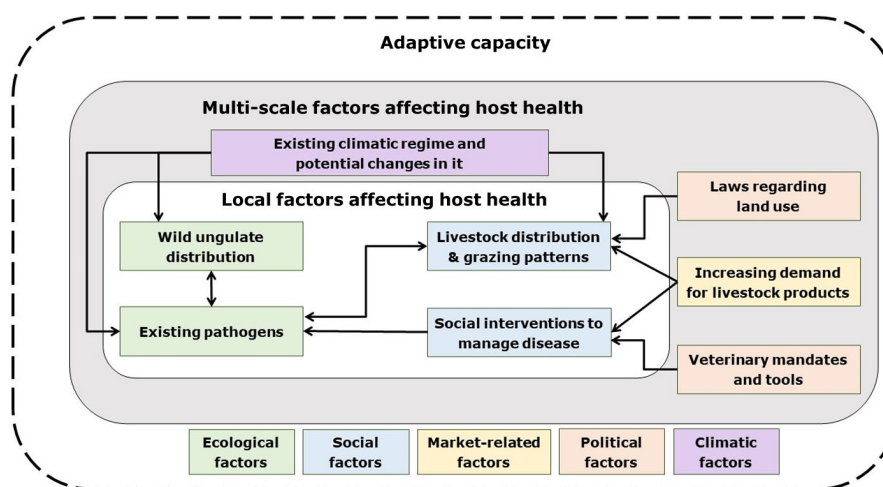 Adaptive capacity
Multi-scale factors affecting host health
Existing climatic regime and
potential changes in it
Local factors affecting host health
Laws regarding
land use
Wild ungulate
distribution
Livestock distribution
& grazing patterns
Increasing demand
for livestock products
Existing pathogens
Social interventions to
manage disease
Veterinary mandates
and tools
Ecological
factors
Social
factors
Market-related
factors
Political
factors
Climatic
factors